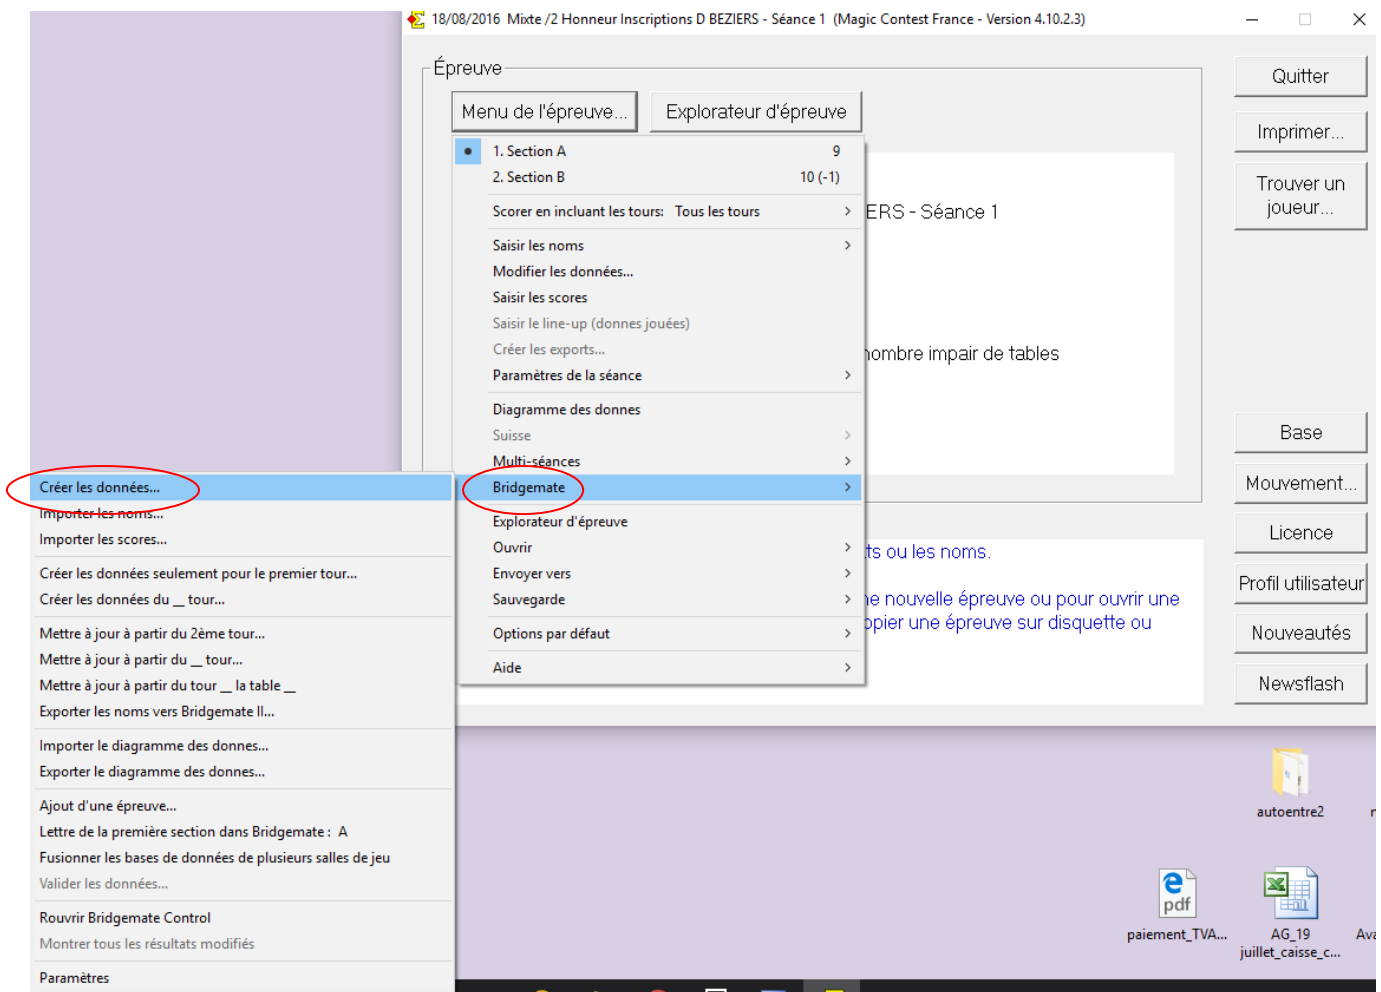 18/08/2016 Mixte /2 Honneur Inscriptions D BEZIERS - Séance 1 (Magic Contest France - Version 4.10.2.3)
Épreuve
Menu de l'épreuve...
Explorateur d'épreuve
1. Section A 9
2. Section B 10 (-1)
Scorer en incluant les tours: Tous les tours
Saisir les noms
Modifier les données...
Saisir les scores
Saisir le line-up (donnes jouées)
Créer les exports...
Paramètres de la séance
Diagramme des donnes
Suisse
Multi-séances
Bridgemate
Explorateur d'épreuve
Ouvrir
Envoyer vers
Sauvegarde
Options par défaut
Aide
ERS - Séance 1
nombre impair de tables
ts ou les noms.
ne nouvelle épreuve ou pour ouvrir une
opier une épreuve sur disquette ou
Quitter
Imprimer...
Trouver un
joueur...
Base
Mouvement...
Licence
Profil utilisateur
Nouveautés
Newsflash
Créer les données...
Importer les noms...
Importer les scores...
Créer les données seulement pour le premier tour...
Créer les données du __ tour...
Mettre à jour à partir du 2ème tour...
Mettre à jour à partir du __ tour...
Mettre à jour à partir du tour __ la table __
Exporter les noms vers Bridgemate II...
Importer le diagramme des donnes...
Exporter le diagramme des donnes...
Ajout d'une épreuve...
Lettre de la première section dans Bridgemate : A
Fusionner les bases de données de plusieurs salles de jeu
Valider les données...
Rouvrir Bridgemate Control
Montrer tous les résultats modifiés
Paramètres
autoentre2
pdf
paiement_TVA...
AG_19
juillet_caisse_c...
Ava